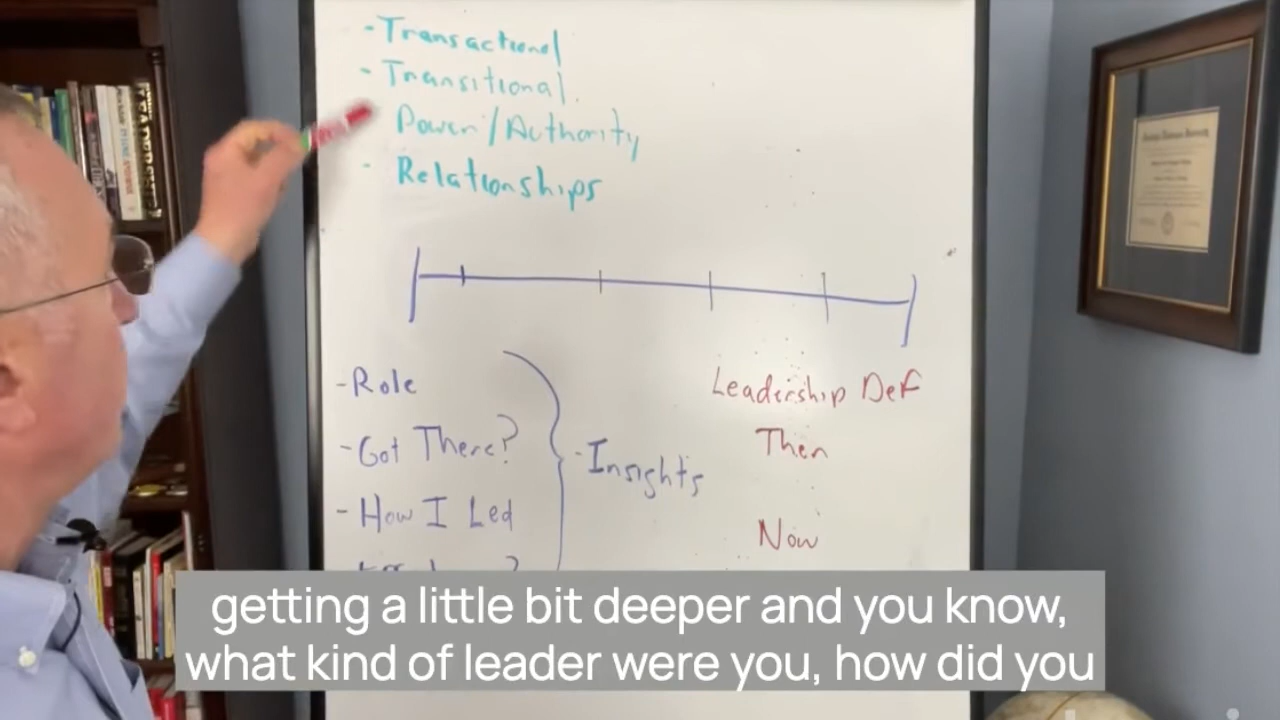 - Transactional
- Transitional
Power/Authority
- Relationships
- Role
- Got There?
- How I Led
- Insights
Leadership Def
Then
Now
getting a little bit deeper and you know,
what kind of leader were you, how did you